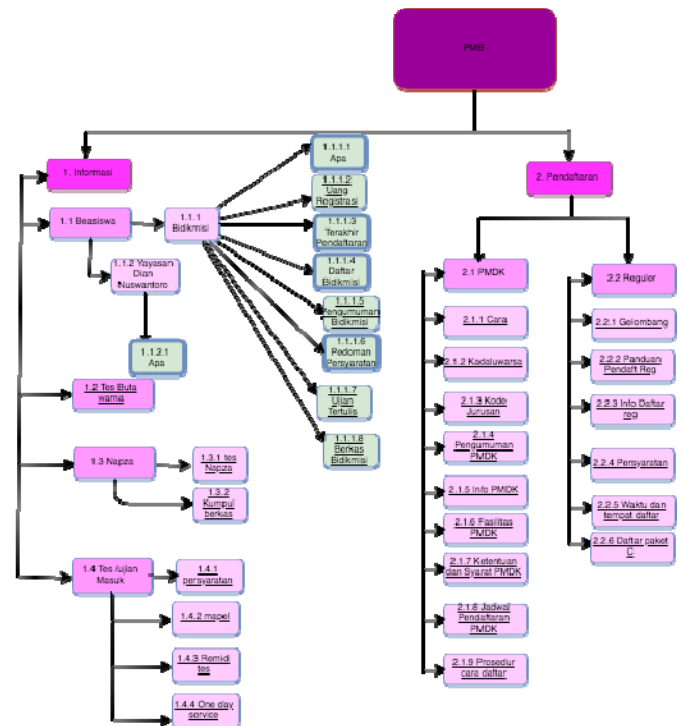 PMB
1. Informasi
1.1 Beasiswa
1.1.1
Bidikmisi
1.1.1.1
Apa
1.1.1.2
Uang
Registrasi
1.1.1.3
Terakhir
Pendaftaran
1.1.1.4
Daftar
Bidikmisi
1.1.1.5
Pengumuman
Bidikmisi
1.1.1.6
Pedoman
Persyaratan
1.1.1.7
Ujian
Tertulis
1.1.1.8
Berkas
Bidikmisi
1.1.2 Yayasan
Dian
Nuswantoro
1.1.2.1
Apa
1.2 Tes Buta
warna
1.3 Napza
1.3.1 tes
Napza
1.3.2
Kumpul
berkas
1.4 Tes /ujian
Masuk
1.4.1
persyaratan
1.4.2 mapel
1.4.3 Remidi
tes
1.4.4 One day
service
2. Pendaftaran
2.1 PMDK
2.1.1 Cara
2.1.2 Kadaluwarsa
2.1.3 Kode
Jurusan
2.1.4
Pengumuman
PMDK
2.1.5 Info PMDK
2.1.6 Fasilitas
PMDK
2.1.7 Ketentuan
dan Syarat PMDK
2.1.8 Jadwal
Pendaftaran
PMDK
2.1.9 Prosedur
cara daftar
2.2 Reguler
2.2.1 Gelombang
2.2.2 Panduan
Pendaft Reg
2.2.3 Info Daftar
reg
2.2.4 Persyaratan
2.2.5 Waktu dan
tempat daftar
2.2.6 Daftar paket
C